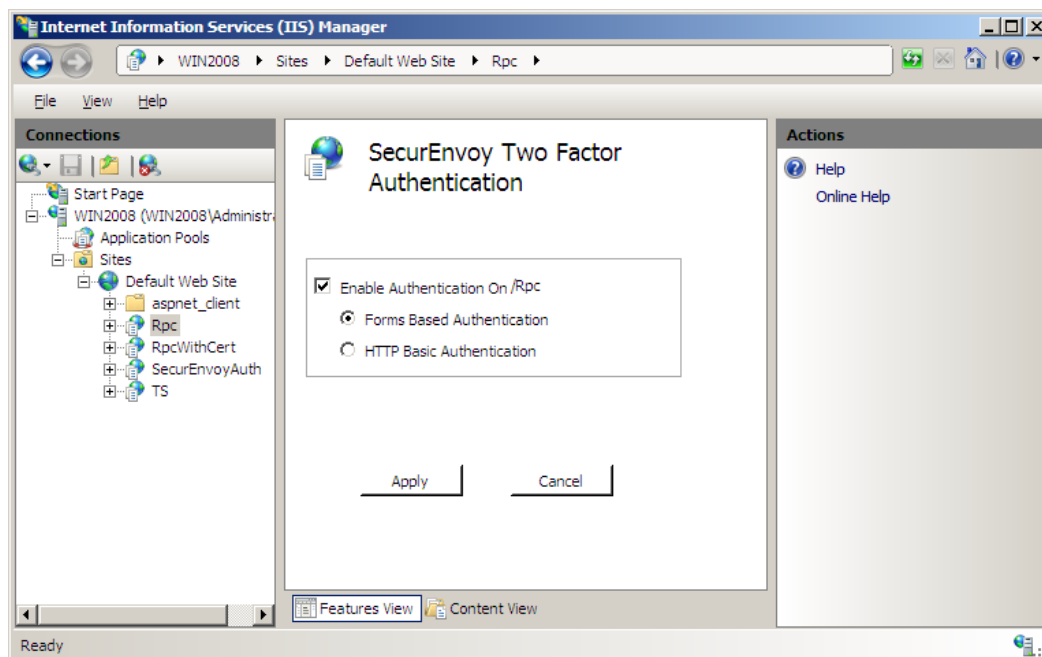 Internet Information Services (IIS) Manager
WIN2008 Sites Default Web Site Rpc
File View Help
Connections
Start Page
WIN2008 (WIN2008\Administr
Application Pools
Sites
Default Web Site
aspnet_client
Rpc
RpcWithCert
SecurEnvoyAuth
TS
SecurEnvoy Two Factor
Authentication
Enable Authentication On /Rpc
Forms Based Authentication
HTTP Basic Authentication
Apply Cancel
Features View Content View
Actions
Help
Online Help
Ready